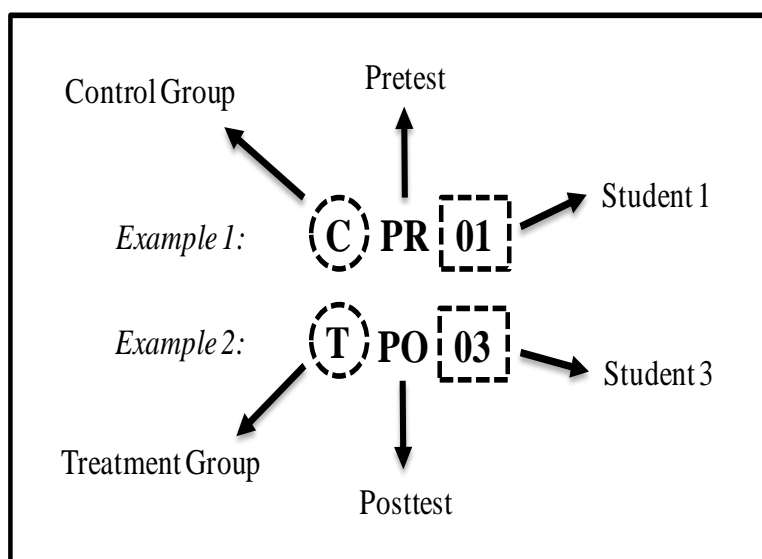 Pretest
Control Group
Student 1
Example 1: C PR 01
Example 2: T PO 03
Student 3
Treatment Group
Posttest